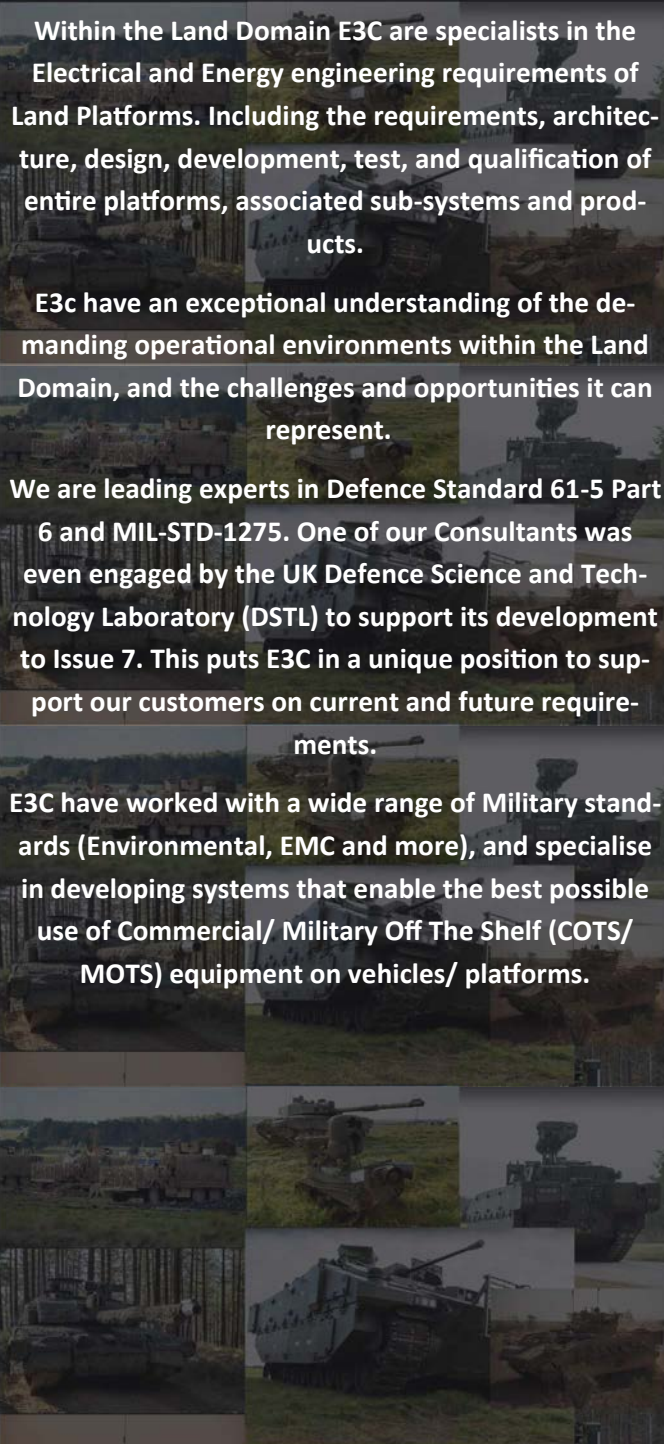 Within the Land Domain E3C are specialists in the
Electrical and Energy engineering requirements of
Land Platforms. Including the requirements, architec-
ture, design, development, test, and qualification of
entire platforms, associated sub-systems and prod-
ucts.
E3c have an exceptional understanding of the de-
manding operational environments within the Land
Domain, and the challenges and opportunities it can
represent.
We are leading experts in Defence Standard 61-5 Part
6 and MIL-STD-1275. One of our Consultants was
even engaged by the UK Defence Science and Tech-
nology Laboratory (DSTL) to support its development
to Issue 7. This puts E3C in a unique position to sup-
port our customers on current and future require-
ments.
E3C have worked with a wide range of Military stand-
ards (Environmental, EMC and more), and specialise
in developing systems that enable the best possible
use of Commercial/ Military Off The Shelf (COTS/
MOTS) equipment on vehicles/ platforms.